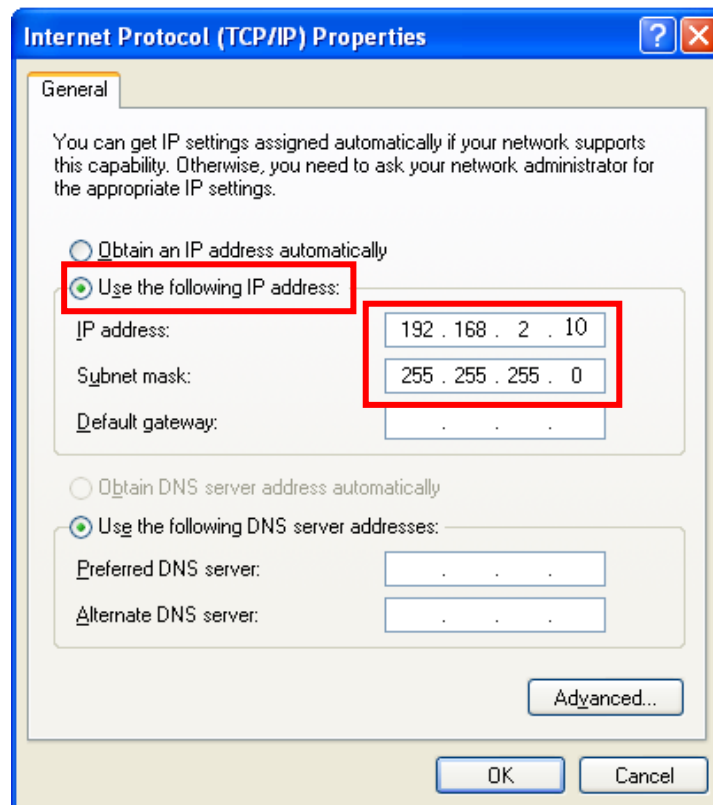 Internet Protocol (TCP/IP) Properties
General
You can get IP settings assigned automatically if your network supports
this capability. Otherwise, you need to ask your network administrator for
the appropriate IP settings.
Obtain an IP address automatically
Use the following IP address:
IP address: 192 . 168 . 2 . 10
Subnet mask: 255 . 255 . 255 . 0
Default gateway: . . .
Obtain DNS server address automatically
Use the following DNS server addresses:
Preferred DNS server: . . .
Alternate DNS server: . . .
Advanced...
OK Cancel